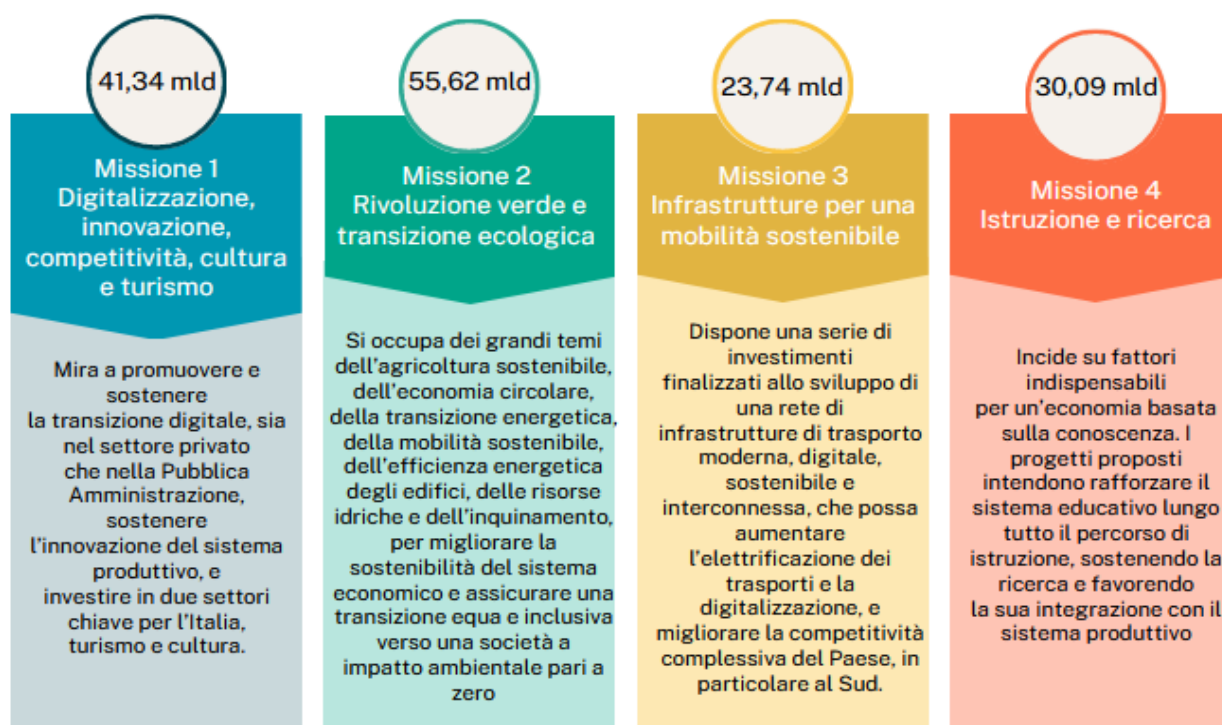 41,34 mld
Missione 1
Digitalizzazione,
innovazione,
competitività, cultura
e turismo
Mira a promuovere e
sostenere
la transizione digitale, sia
nel settore privato
che nella Pubblica
Amministrazione,
sostenere
l'innovazione del sistema
produttivo, e
investire in due settori
chiave per l'Italia,
turismo e cultura.
55,62 mld
Missione 2
Rivoluzione verde e
transizione ecologica
Si occupa dei grandi temi
dell'agricoltura sostenibile,
dell'economia circolare,
della transizione energetica,
della mobilità sostenibile,
dell'efficienza energetica
degli edifici, delle risorse
idriche e dell'inquinamento,
per migliorare la
sostenibilità del sistema
economico e assicurare una
transizione equa e inclusiva
verso una società a
impatto ambientale pari a
zero
23,74 mld
Missione 3
Infrastrutture per una
mobilità sostenibile
Dispone una serie di
investimenti
finalizzati allo sviluppo di
una rete di
infrastrutture di trasporto
moderna, digitale,
sostenibile e
interconnessa, che possa
aumentare
l'elettrificazione dei
trasporti e la
digitalizzazione, e
migliorare la competitività
complessiva del Paese, in
particolare al Sud.
30,09 mld
Missione 4
Istruzione e ricerca
Incide su fattori
indispensabili
per un'economia basata
sulla conoscenza. I
progetti proposti
intendono rafforzare il
sistema educativo lungo
tutto il percorso di
istruzione, sostenendo la
ricerca e favorendo
la sua integrazione con il
sistema produttivo